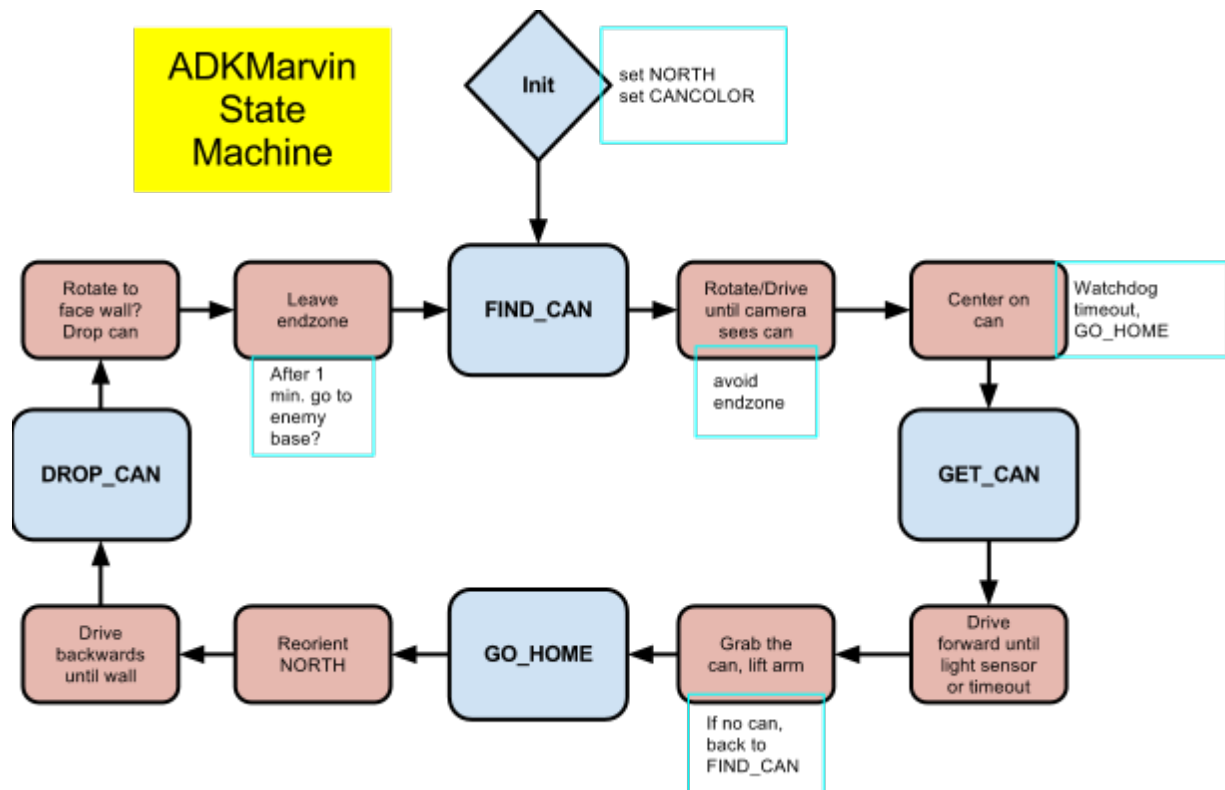 ADKMarvin
State
Machine
Init
set NORTH
set CANCOLOR
Rotate to
face wall?
Drop can
Leave
endzone
After 1
min. go to
enemy
base?
FIND_CAN
Rotate/Drive
until camera
sees can
avoid
endzone
Center on
can
Watchdog
timeout,
GO_HOME
DROP_CAN
GET_CAN
Drive
backwards
until wall
Reorient
NORTH
GO_HOME
Grab the
can, lift arm
If no can,
back to
FIND_CAN
Drive
forward until
light sensor
or timeout